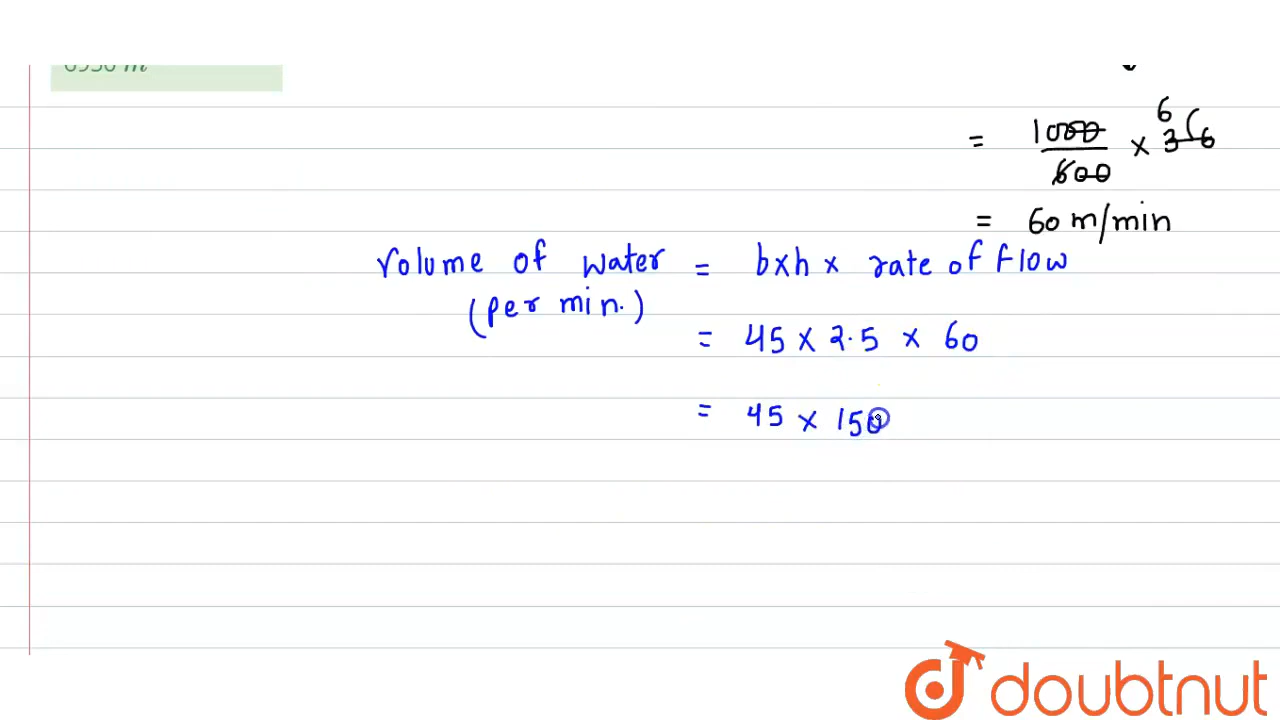 = 1000/600 × 36 6
= 60 m/min
volume of water = b×h × rate of flow
(per min.)
= 45 × 2.5 × 60
= 45 × 150
doubtnut